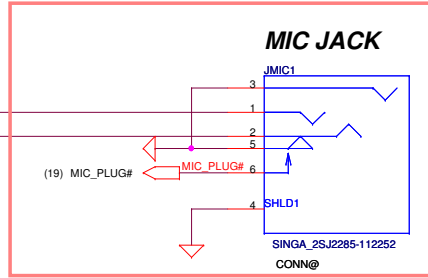 MIC JACK
JMIC1
3
1
2
5
(19) MIC_PLUG# MIC_PLUG# 6
4 SHLD1
SINGA_2SJ2285-112252
CONN@